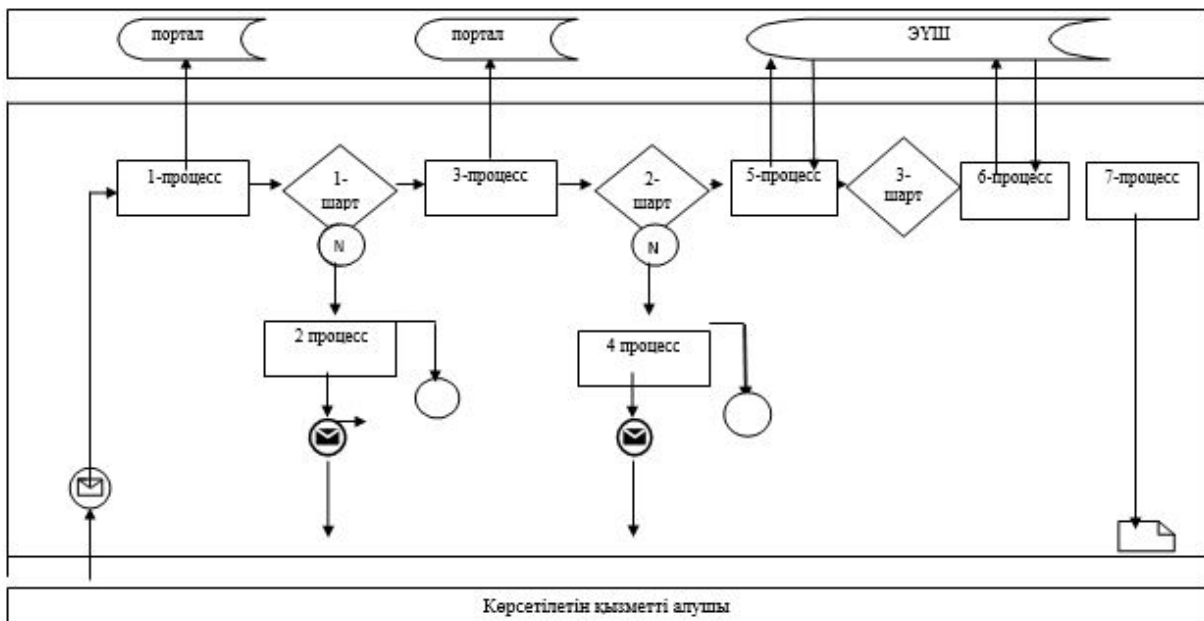 портал
портал
ЭҮШ
1-процесс
1-
шарт
3-процесс
2-
шарт
5-процесс
3-
шарт
6-процесс
7-процесс
N
N
2 процесс
4 процесс
Көрсетілетін қызметті алушы